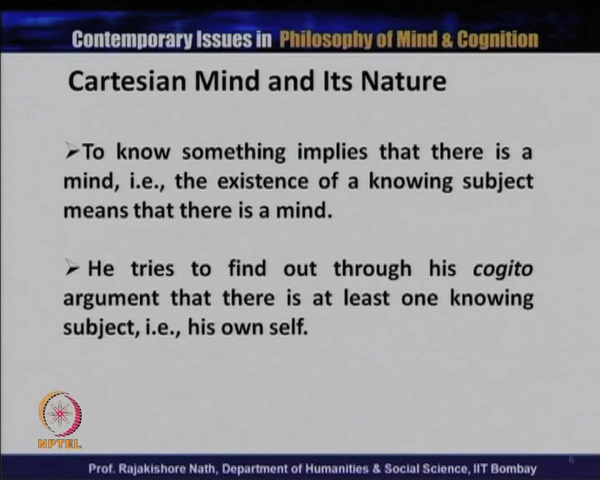 Contemporary Issues in Philosophy of Mind & Cognition
Cartesian Mind and Its Nature
➢To know something implies that there is a
mind, i.e., the existence of a knowing subject
means that there is a mind.
➢ He tries to find out through his cogito
argument that there is at least one knowing
subject, i.e., his own self.
NPTEL
6
Prof. Rajakishore Nath, Department of Humanities & Social Science, IIT Bombay